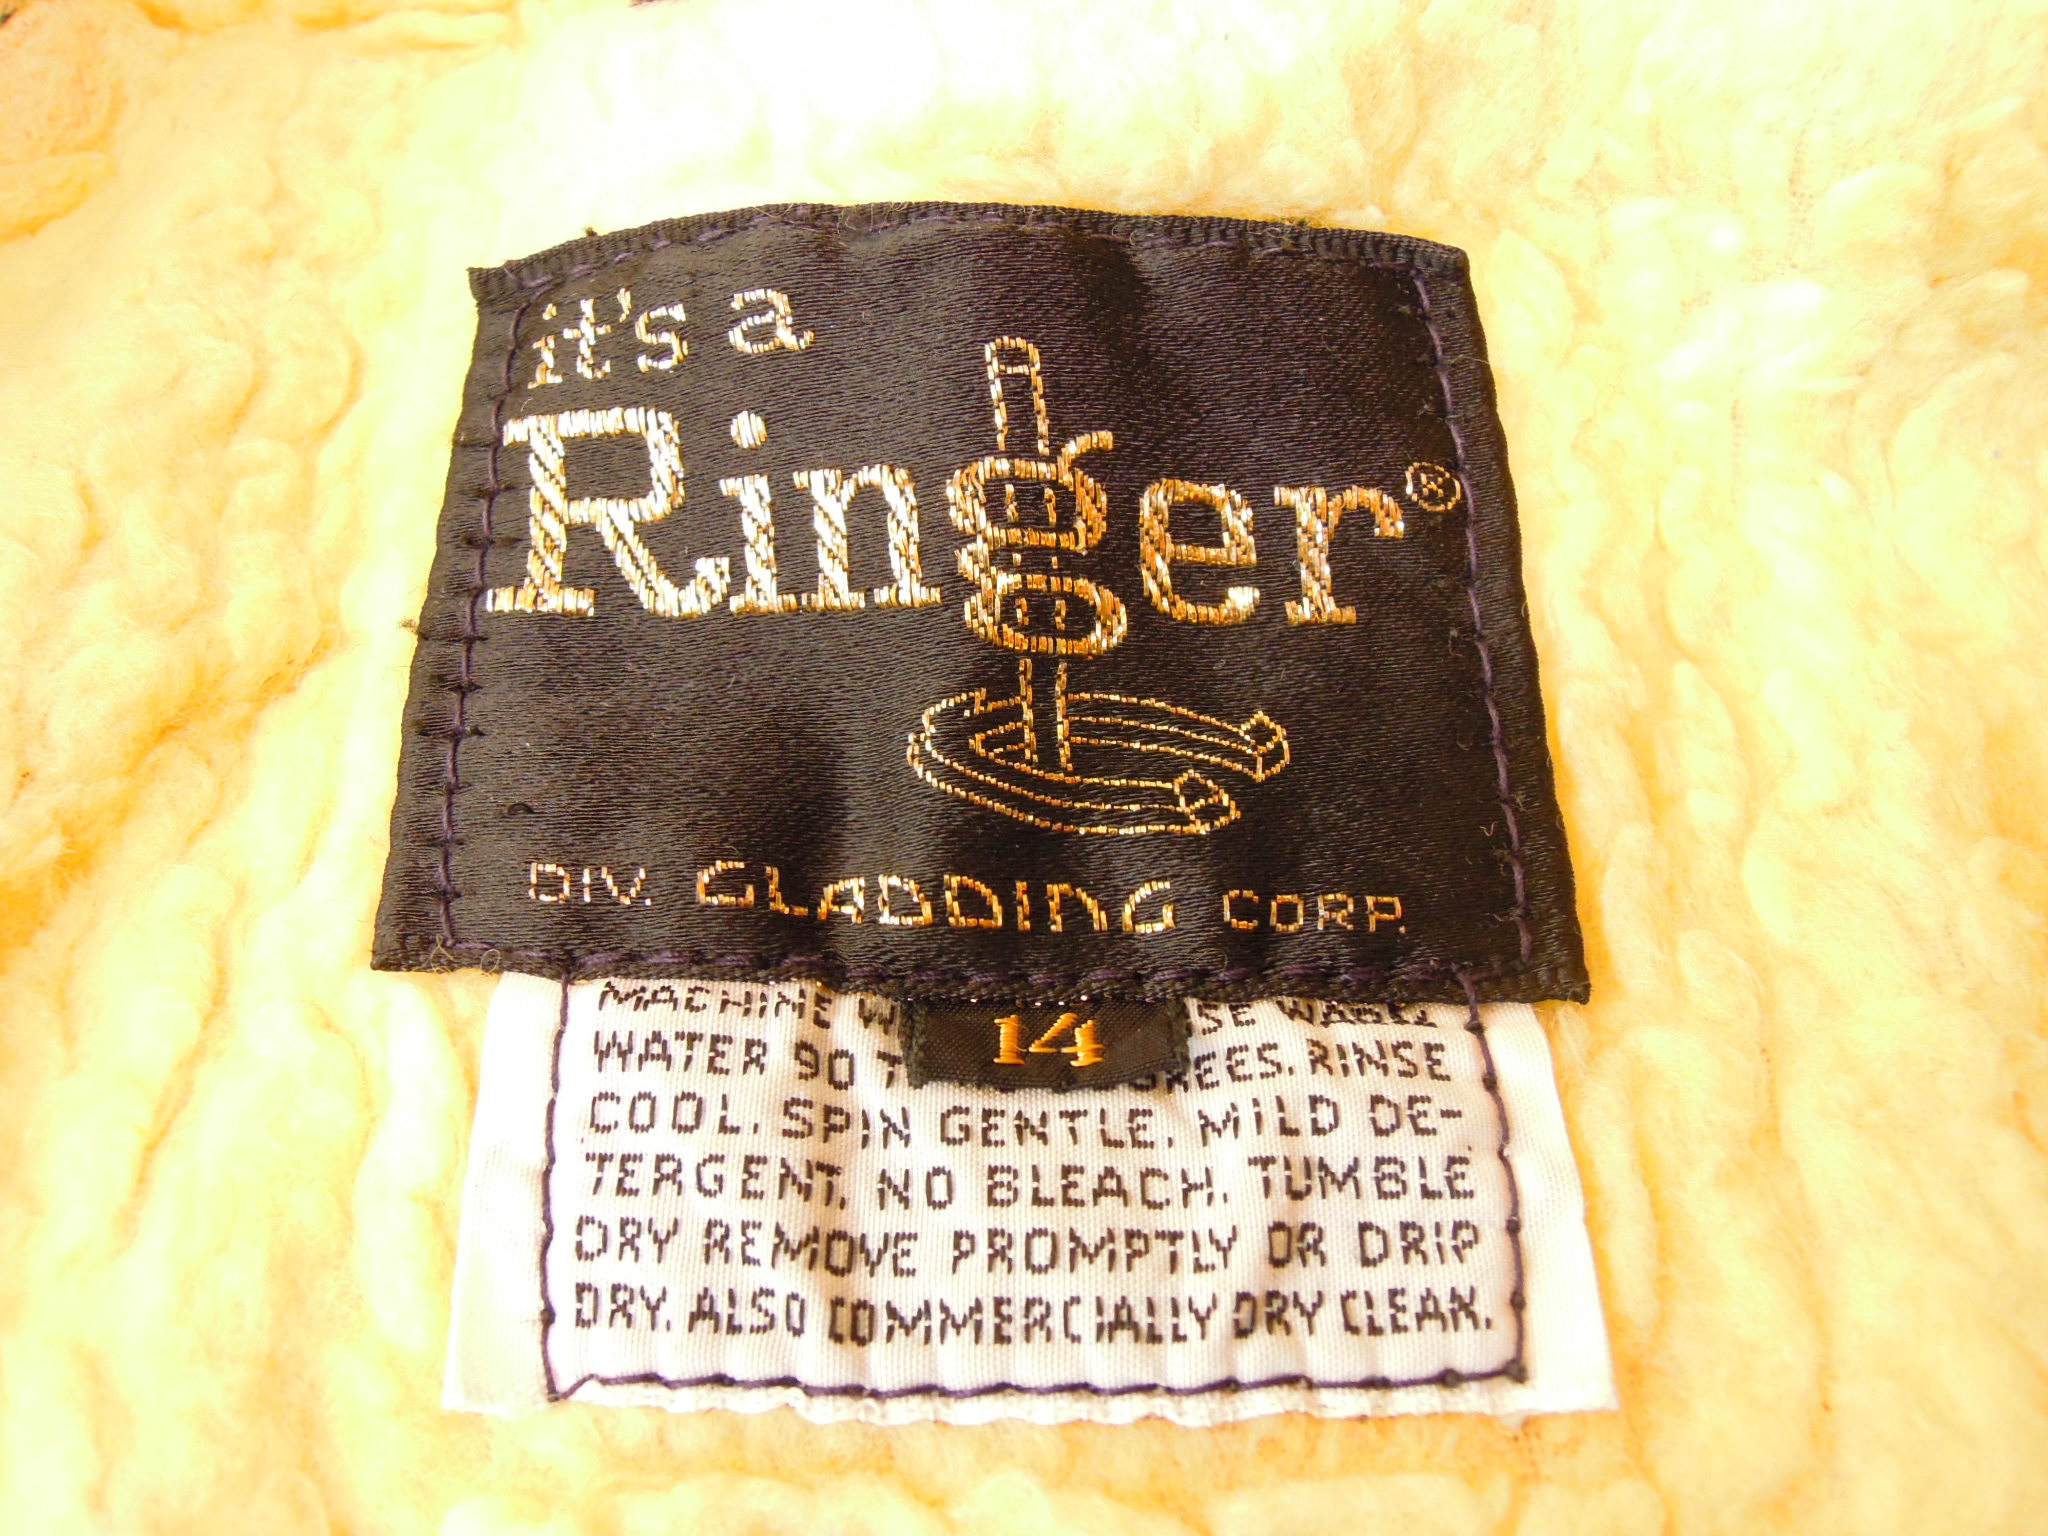 it's a
Ringer®
DIV. GLADDING CORP.
14
MACHINE
WATER 90 RINSE
COOL. SPIN GENTLE. MILD DE-
TERGENT. NO BLEACH. TUMBLE
DRY REMOVE PROMPTLY OR DRIP
DRY. ALSO COMMERCIALLY DRY CLEAN.